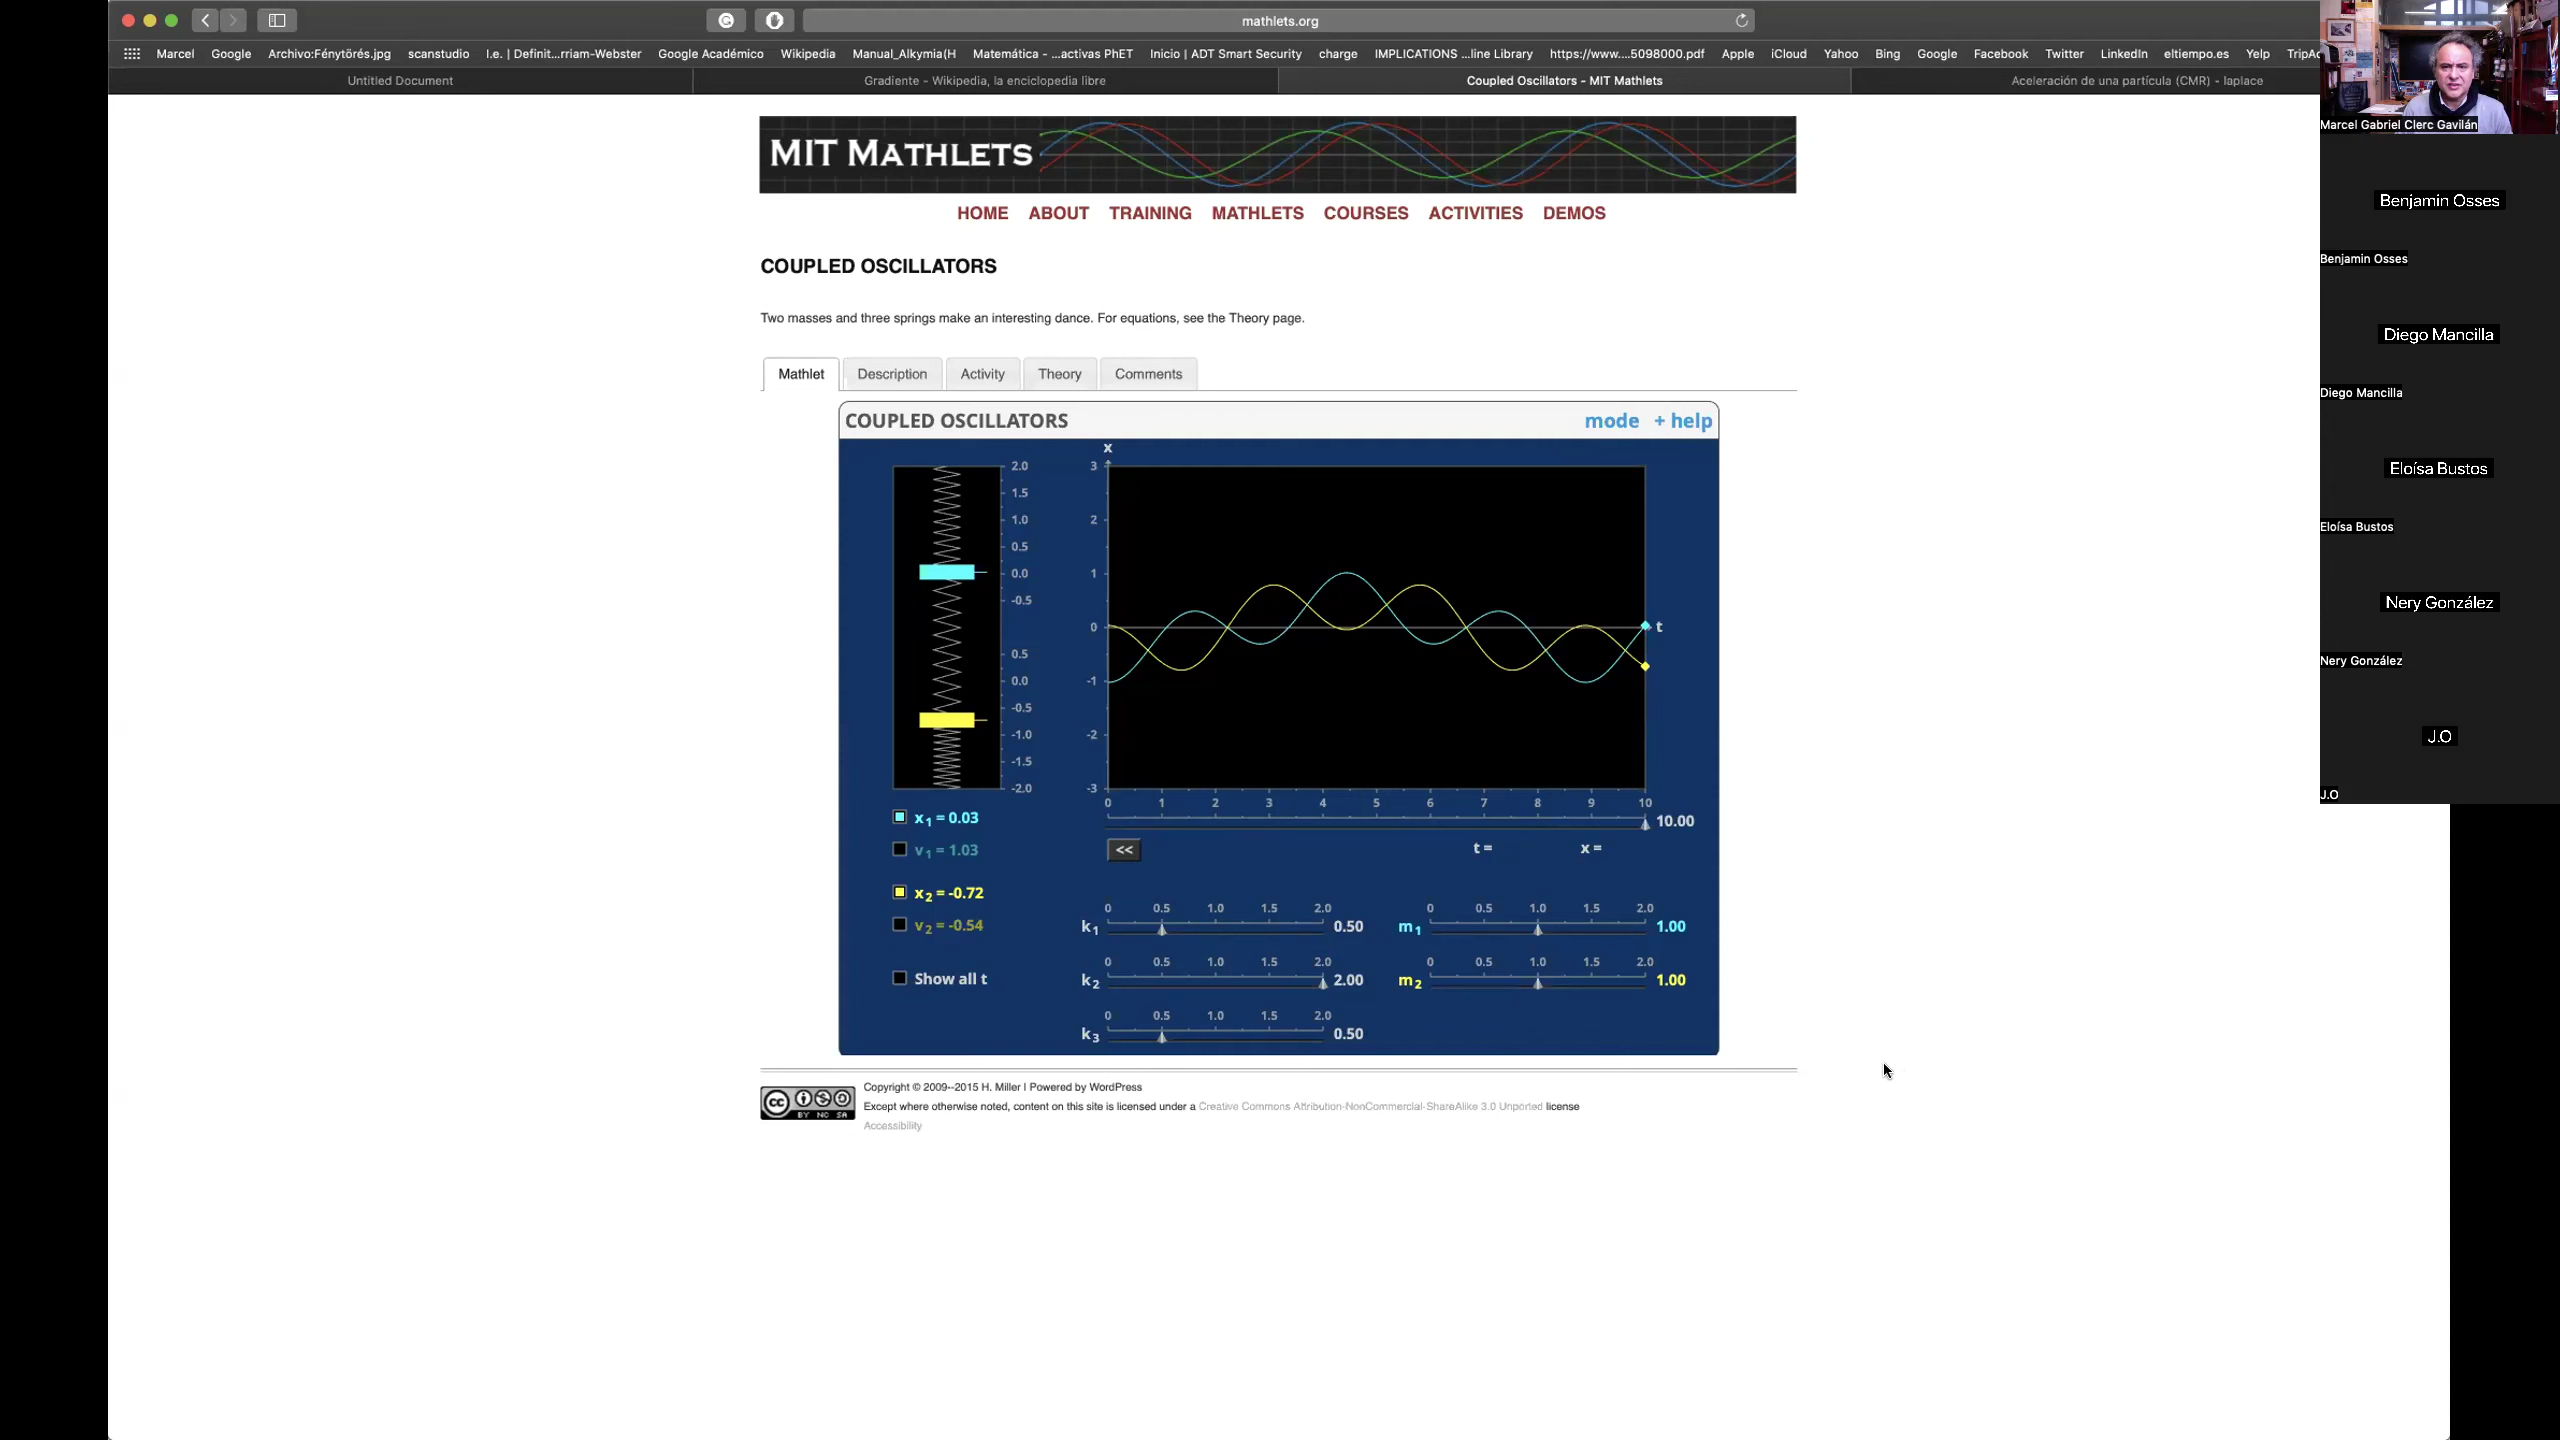 mathlets.org
Marcel Google Archivo:Fénytörés.jpg scanstudio I.e. | Definit...rriam-Webster Google Académico Wikipedia Manual_Alkymia(H Matemática - ...activas PhET Inicio | ADT Smart Security charge IMPLICATIONS ...line Library https://www....5098000.pdf Apple iCloud Yahoo Bing Google Facebook Twitter LinkedIn eltiempo.es Yelp TripAd
Untitled Document Gradiente - Wikipedia, la enciclopedia libre Coupled Oscillators - MIT Mathlets Aceleración de una partícula (CMR) - laplace
MIT MATHLETS
HOME ABOUT TRAINING MATHLETS COURSES ACTIVITIES DEMOS
COUPLED OSCILLATORS
Two masses and three springs make an interesting dance. For equations, see the Theory page.
Mathlet Description Activity Theory Comments
COUPLED OSCILLATORS mode + help
x
2.0
1.5
1.0
0.5
0.0
-0.5
0.5
0.0
-0.5
-1.0
-1.5
-2.0
3
2
1
0
-1
-2
-3
t
0 1 2 3 4 5 6 7 8 9 10
10.00
<< t = x =
x1 = 0.03
v1 = 1.03
x2 = -0.72
v2 = -0.54
Show all t
0 0.5 1.0 1.5 2.0
k1 0.50
0 0.5 1.0 1.5 2.0
m1 1.00
0 0.5 1.0 1.5 2.0
k2 2.00
0 0.5 1.0 1.5 2.0
m2 1.00
0 0.5 1.0 1.5 2.0
k3 0.50
Copyright © 2009--2015 H. Miller | Powered by WordPress
Except where otherwise noted, content on this site is licensed under a Creative Commons Attribution-NonCommercial-ShareAlike 3.0 Unported license
Accessibility
cc BY NC SA
Marcel Gabriel Clerc Gavilán
Benjamin Osses
Benjamin Osses
Diego Mancilla
Diego Mancilla
Eloísa Bustos
Eloísa Bustos
Nery González
Nery González
J.O
J.O